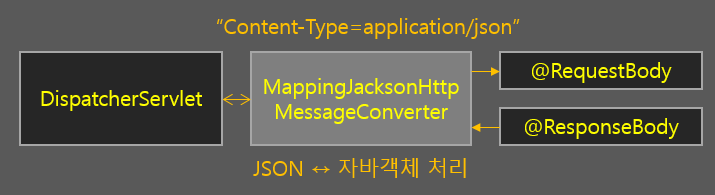 “Content-Type=application/json”
DispatcherServlet
MappingJacksonHttp
MessageConverter
@RequestBody
@ResponseBody
JSON ↔ 자바객체 처리